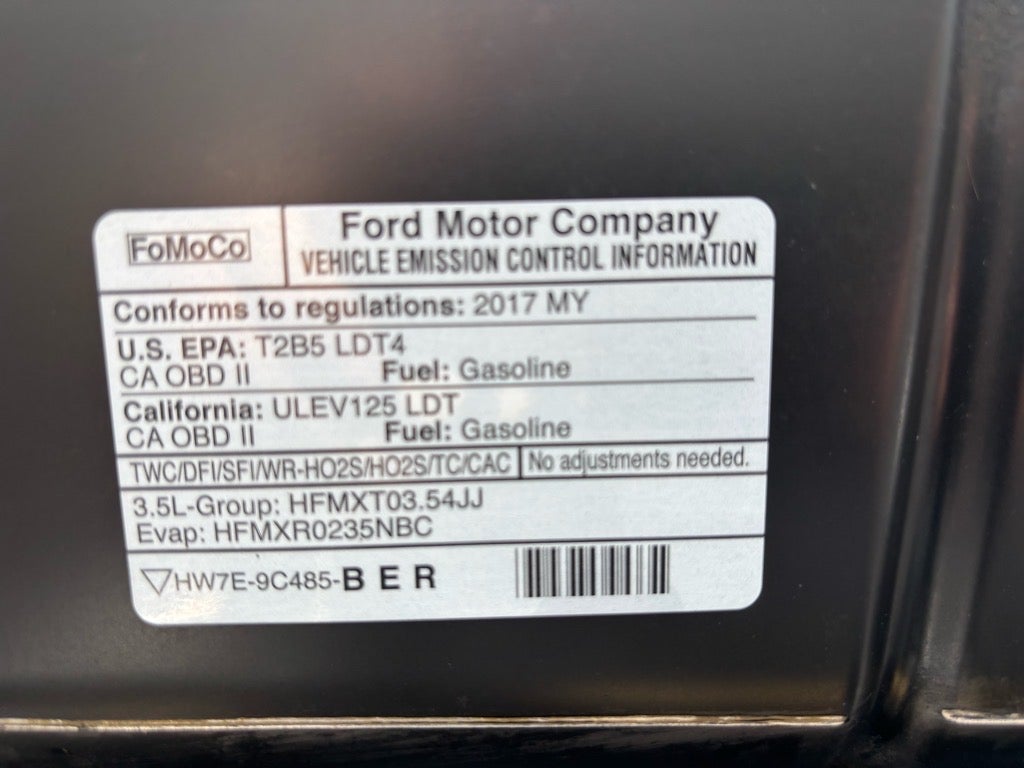 FoMoCo
Ford Motor Company
VEHICLE EMISSION CONTROL INFORMATION
Conforms to regulations: 2017 MY
U.S. EPA: T2B5 LDT4
CA OBD II Fuel: Gasoline
California: ULEV125 LDT
CA OBD II Fuel: Gasoline
TWC/DFI/SFI/WR-HO2S/HO2S/TC/CAC No adjustments needed.
3.5L-Group: HFMXT03.54JJ
Evap: HFMXR0235NBC
HW7E-9C485-B E R